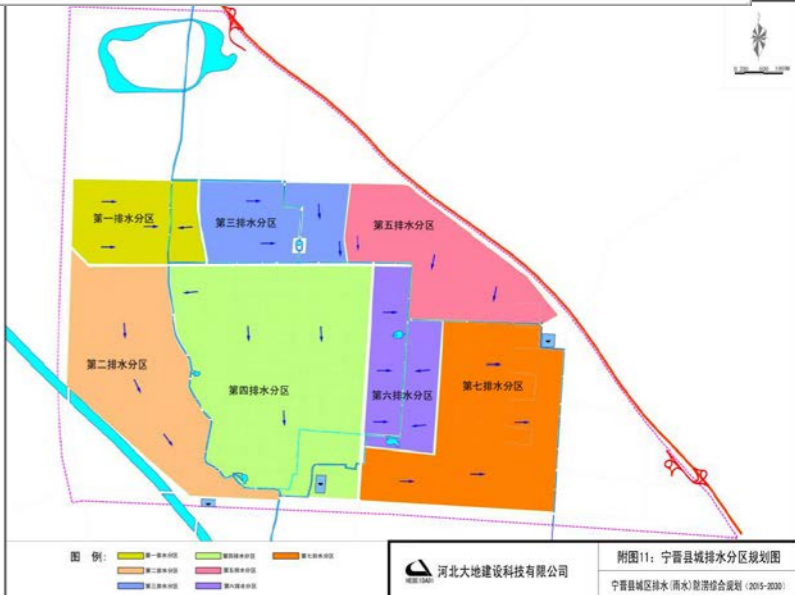 第一排水分区
第三排水分区
第五排水分区
第二排水分区
第四排水分区
第六排水分区
第七排水分区
图 例:
第一排水分区
第四排水分区
第七排水分区
第二排水分区
第五排水分区
第三排水分区
第六排水分区
河北大地建设科技有限公司
附图11: 宁晋县城排水分区规划图
宁晋县城区排水(雨水)防涝综合规划 (2015-2030)